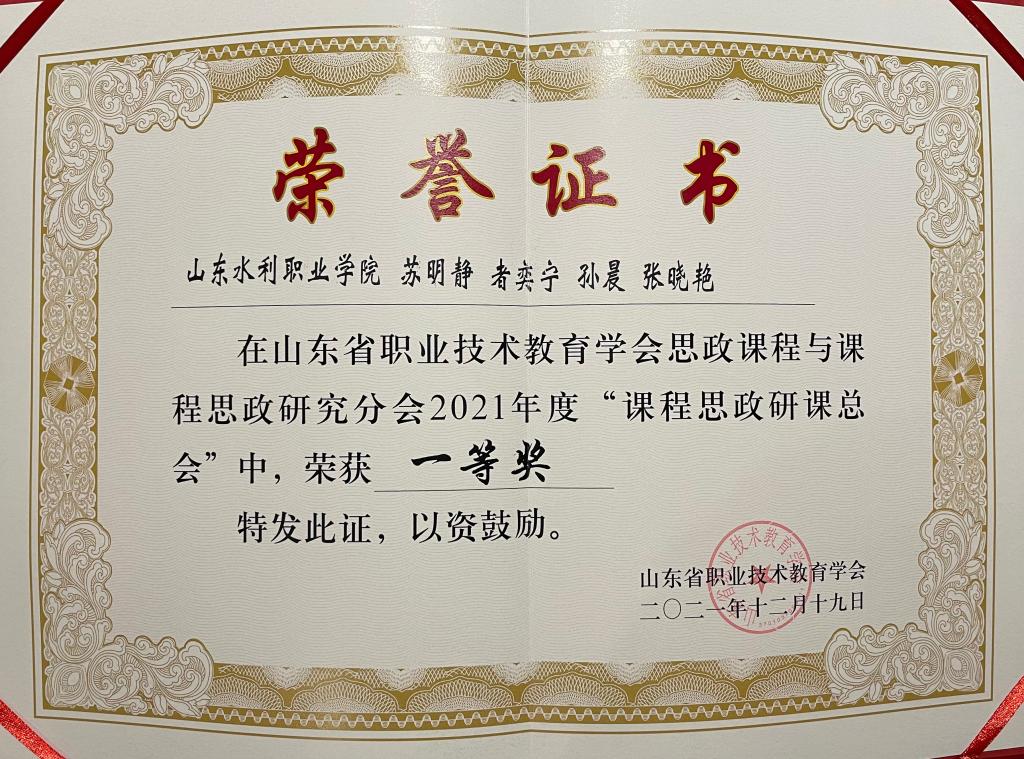 荣誉证书
山东水利职业学院 苏明静 者奕宁 孙晨 张晓艳
在山东省职业技术教育学会思政课程与课
程思政研究分会2021年度“课程思政研课总
会”中，荣获 一等奖
特发此证，以资鼓励。
山东省职业技术教育学会
二〇二一年十二月十九日